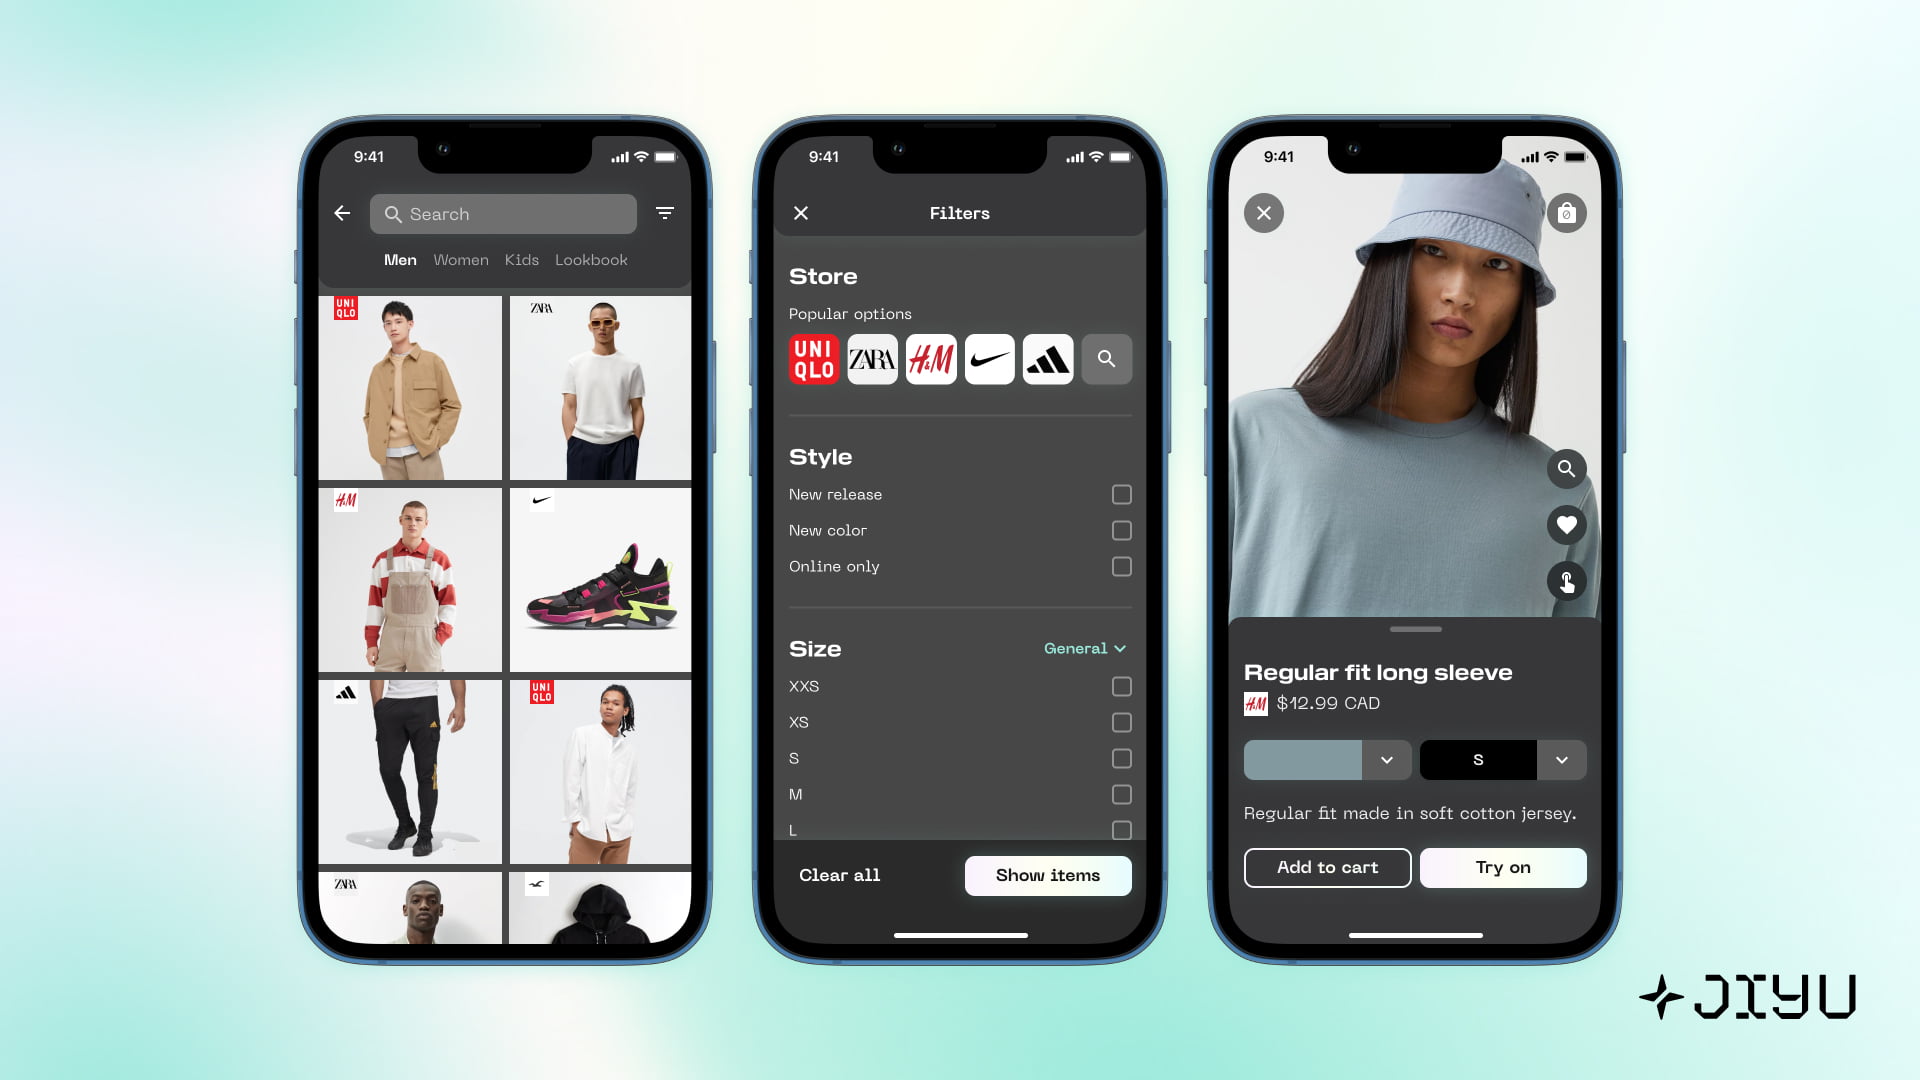 9:41
Search
Men Women Kids Lookbook
UNI
QLO
ZARA
H&M
UNI
QLO
ZARA
9:41
Filters
Store
Popular options
UNI
QLO
ZARA
H&M
Style
New release
New color
Online only
Size General
XXS
XS
S
M
L
Clear all Show items
9:41
0
Regular fit long sleeve
H&M $12.99 CAD
S
Regular fit made in soft cotton jersey.
Add to cart Try on
JIYU